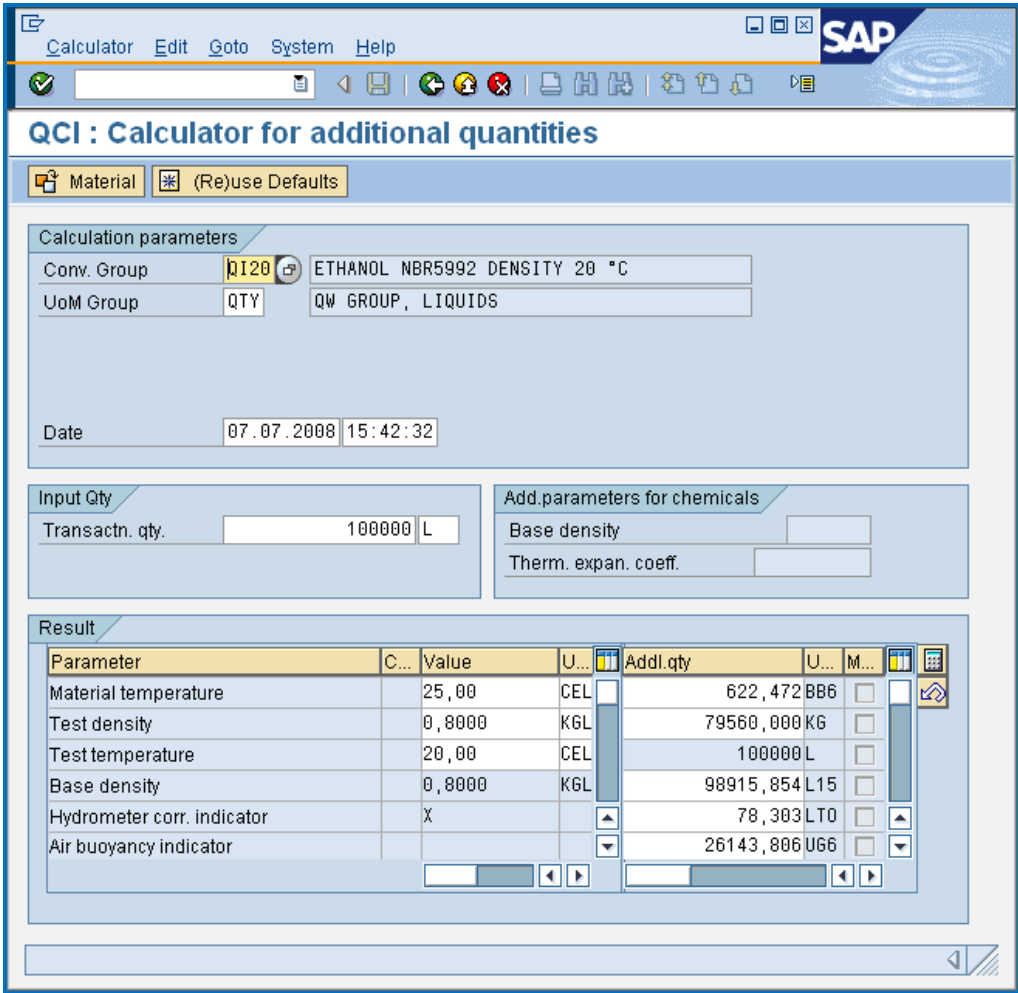 Calculator Edit Goto System Help
SAP
QCI : Calculator for additional quantities
Material (Re)use Defaults
Calculation parameters
Conv. Group QI20 ETHANOL NBR5992 DENSITY 20 °C
UoM Group QTY QW GROUP, LIQUIDS
Date 07.07.2008 15:42:32
Input Qty
Transactn. qty. 100000 L
Add.parameters for chemicals
Base density
Therm. expan. coeff.
Result
Parameter C... Value U... Addl.qty U... M...
Material temperature 25,00 CEL 622,472 BB6
Test density 0,8000 KGL 79560,000 KG
Test temperature 20,00 CEL 100000 L
Base density 0,8000 KGL 98915,854 L15
Hydrometer corr. indicator X 78,303 LTO
Air buoyancy indicator 26143,806 UG6